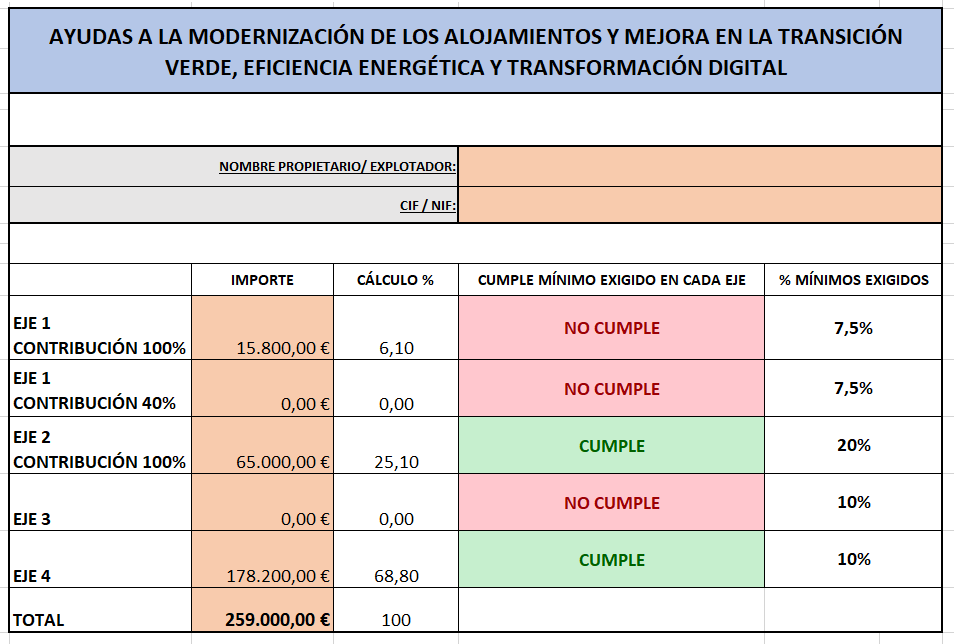 AYUDAS A LA MODERNIZACIÓN DE LOS ALOJAMIENTOS Y MEJORA EN LA TRANSICIÓN
VERDE, EFICIENCIA ENERGÉTICA Y TRANSFORMACIÓN DIGITAL
NOMBRE PROPIETARIO/ EXPLOTADOR:
CIF / NIF:
IMPORTE CÁLCULO % CUMPLE MÍNIMO EXIGIDO EN CADA EJE % MÍNIMOS EXIGIDOS
EJE 1
CONTRIBUCIÓN 100% 15.800,00 € 6,10 NO CUMPLE 7,5%
EJE 1
CONTRIBUCIÓN 40% 0,00 € 0,00 NO CUMPLE 7,5%
EJE 2
CONTRIBUCIÓN 100% 65.000,00 € 25,10 CUMPLE 20%
EJE 3 0,00 € 0,00 NO CUMPLE 10%
EJE 4 178.200,00 € 68,80 CUMPLE 10%
TOTAL 259.000,00 € 100